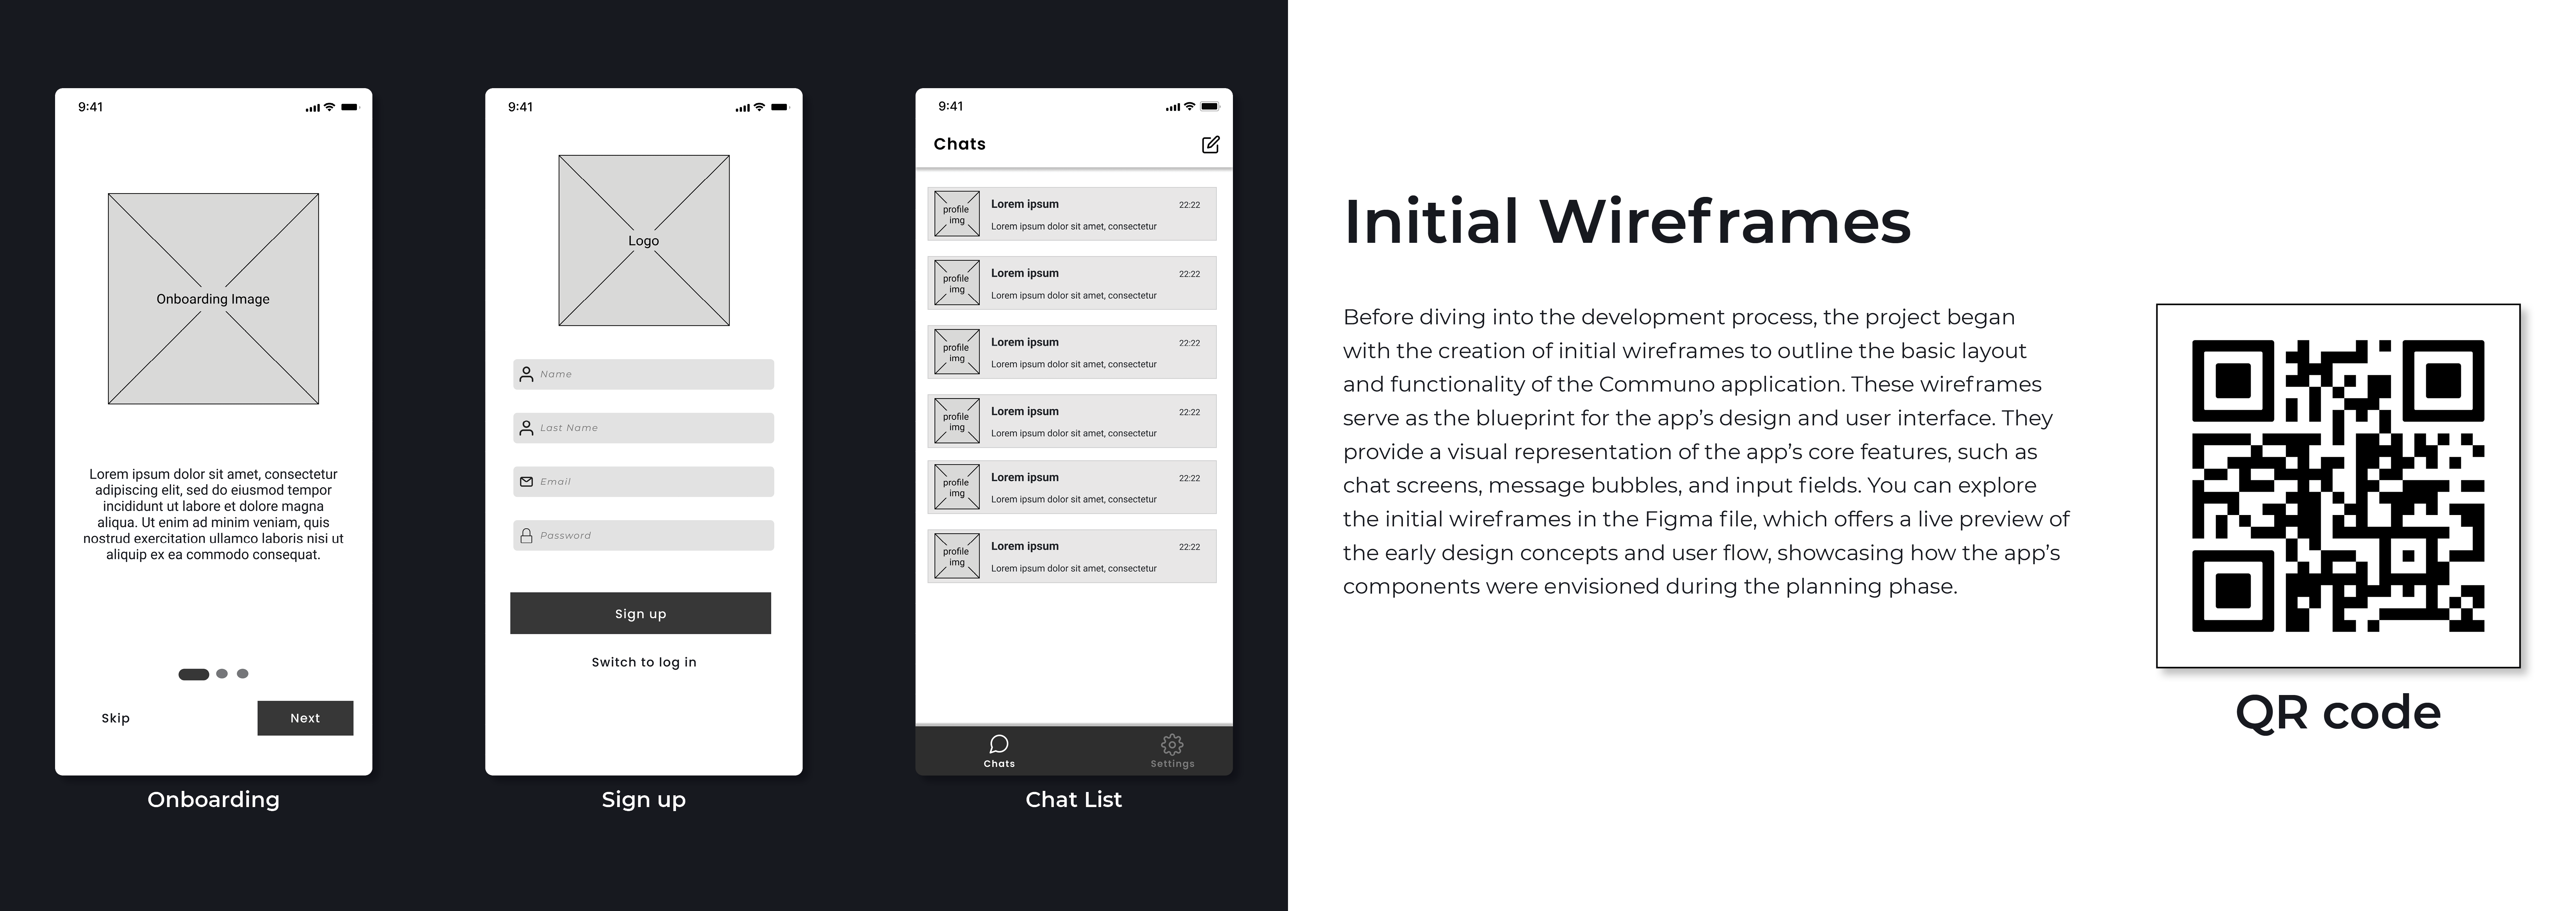 9:41
Onboarding Image
Lorem ipsum dolor sit amet, consectetur
adipiscing elit, sed do eiusmod tempor
incididunt ut labore et dolore magna
aliqua. Ut enim ad minim veniam, quis
nostrud exercitation ullamco laboris nisi ut
aliquip ex ea commodo consequat.
Skip
Next
Onboarding
9:41
Logo
Name
Last Name
Email
Password
Sign up
Switch to log in
Sign up
9:41
Chats
profile
img
Lorem ipsum
22:22
Lorem ipsum dolor sit amet, consectetur
profile
img
Lorem ipsum
22:22
Lorem ipsum dolor sit amet, consectetur
profile
img
Lorem ipsum
22:22
Lorem ipsum dolor sit amet, consectetur
profile
img
Lorem ipsum
22:22
Lorem ipsum dolor sit amet, consectetur
profile
img
Lorem ipsum
22:22
Lorem ipsum dolor sit amet, consectetur
profile
img
Lorem ipsum
22:22
Lorem ipsum dolor sit amet, consectetur
Chats
Settings
Chat List
Initial Wireframes
Before diving into the development process, the project began
with the creation of initial wireframes to outline the basic layout
and functionality of the Communo application. These wireframes
serve as the blueprint for the app’s design and user interface. They
provide a visual representation of the app’s core features, such as
chat screens, message bubbles, and input fields. You can explore
the initial wireframes in the Figma file, which offers a live preview of
the early design concepts and user flow, showcasing how the app’s
components were envisioned during the planning phase.
QR code